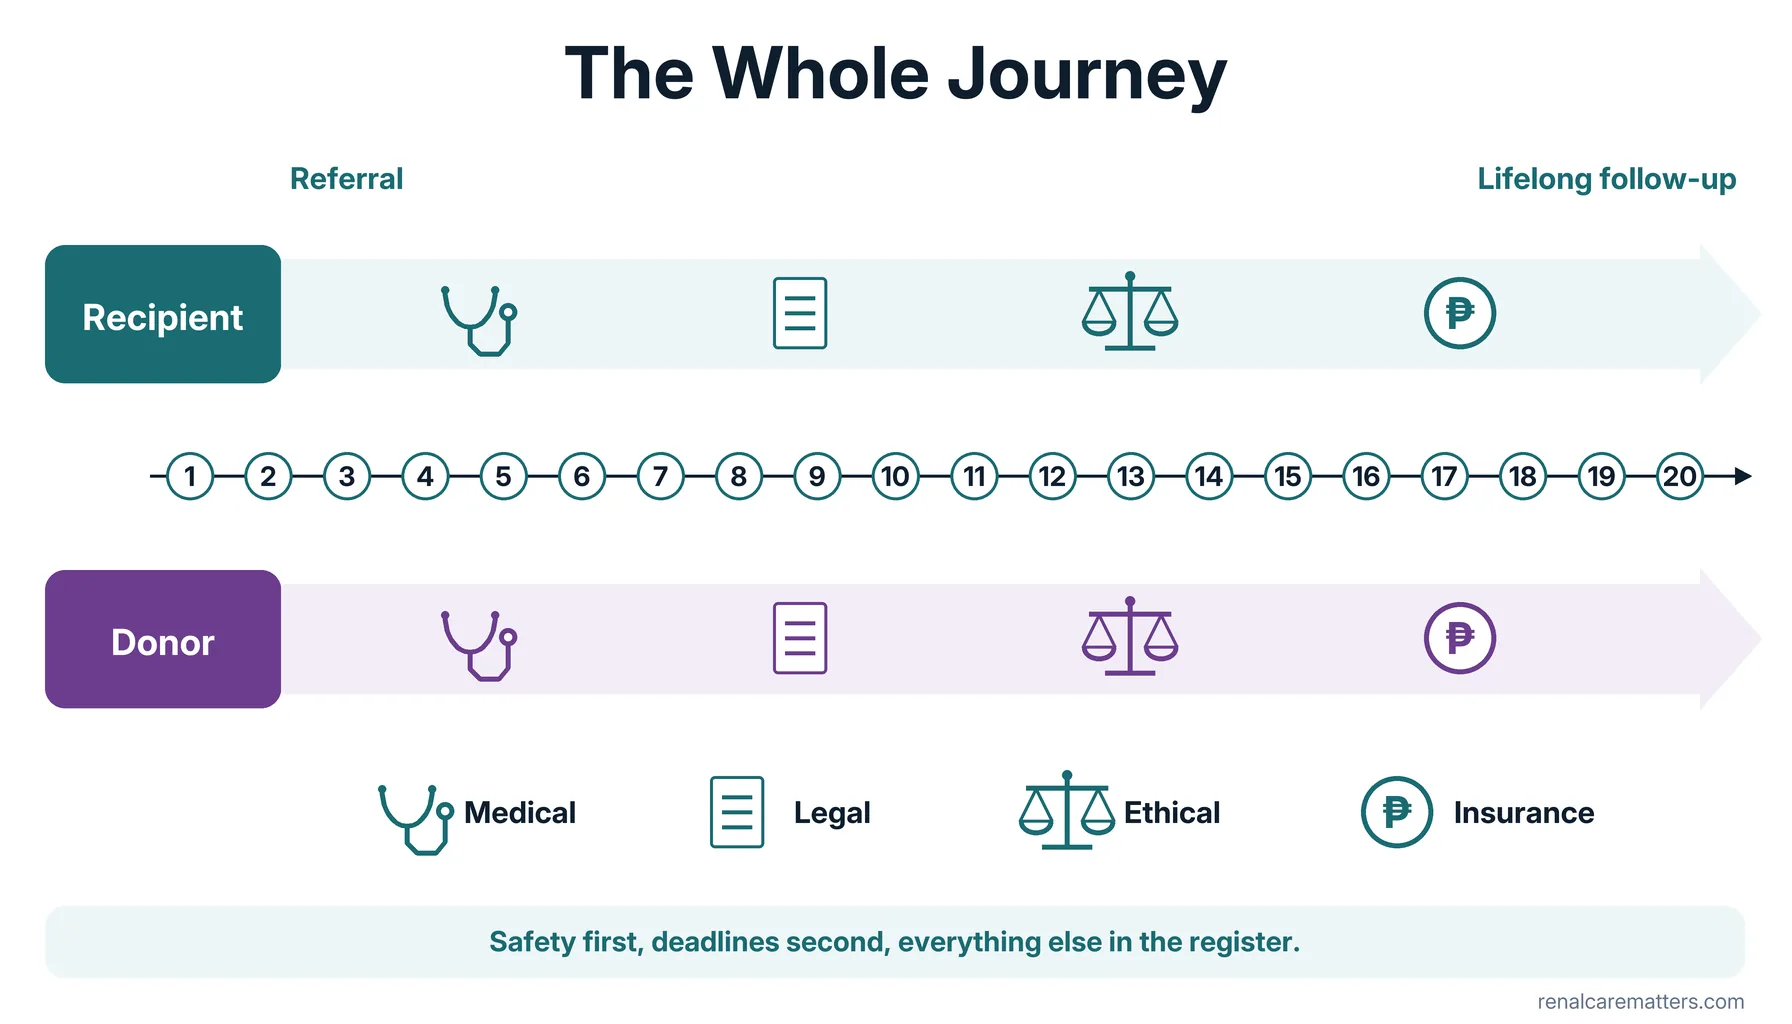 The Whole Journey
Referral
Lifelong follow-up
Recipient
₱
1 2 3 4 5 6 7 8 9 10 11 12 13 14 15 16 17 18 19 20
Donor
₱
Medical
Legal
Ethical
₱ Insurance
Safety first, deadlines second, everything else in the register.
renalcarematters.com